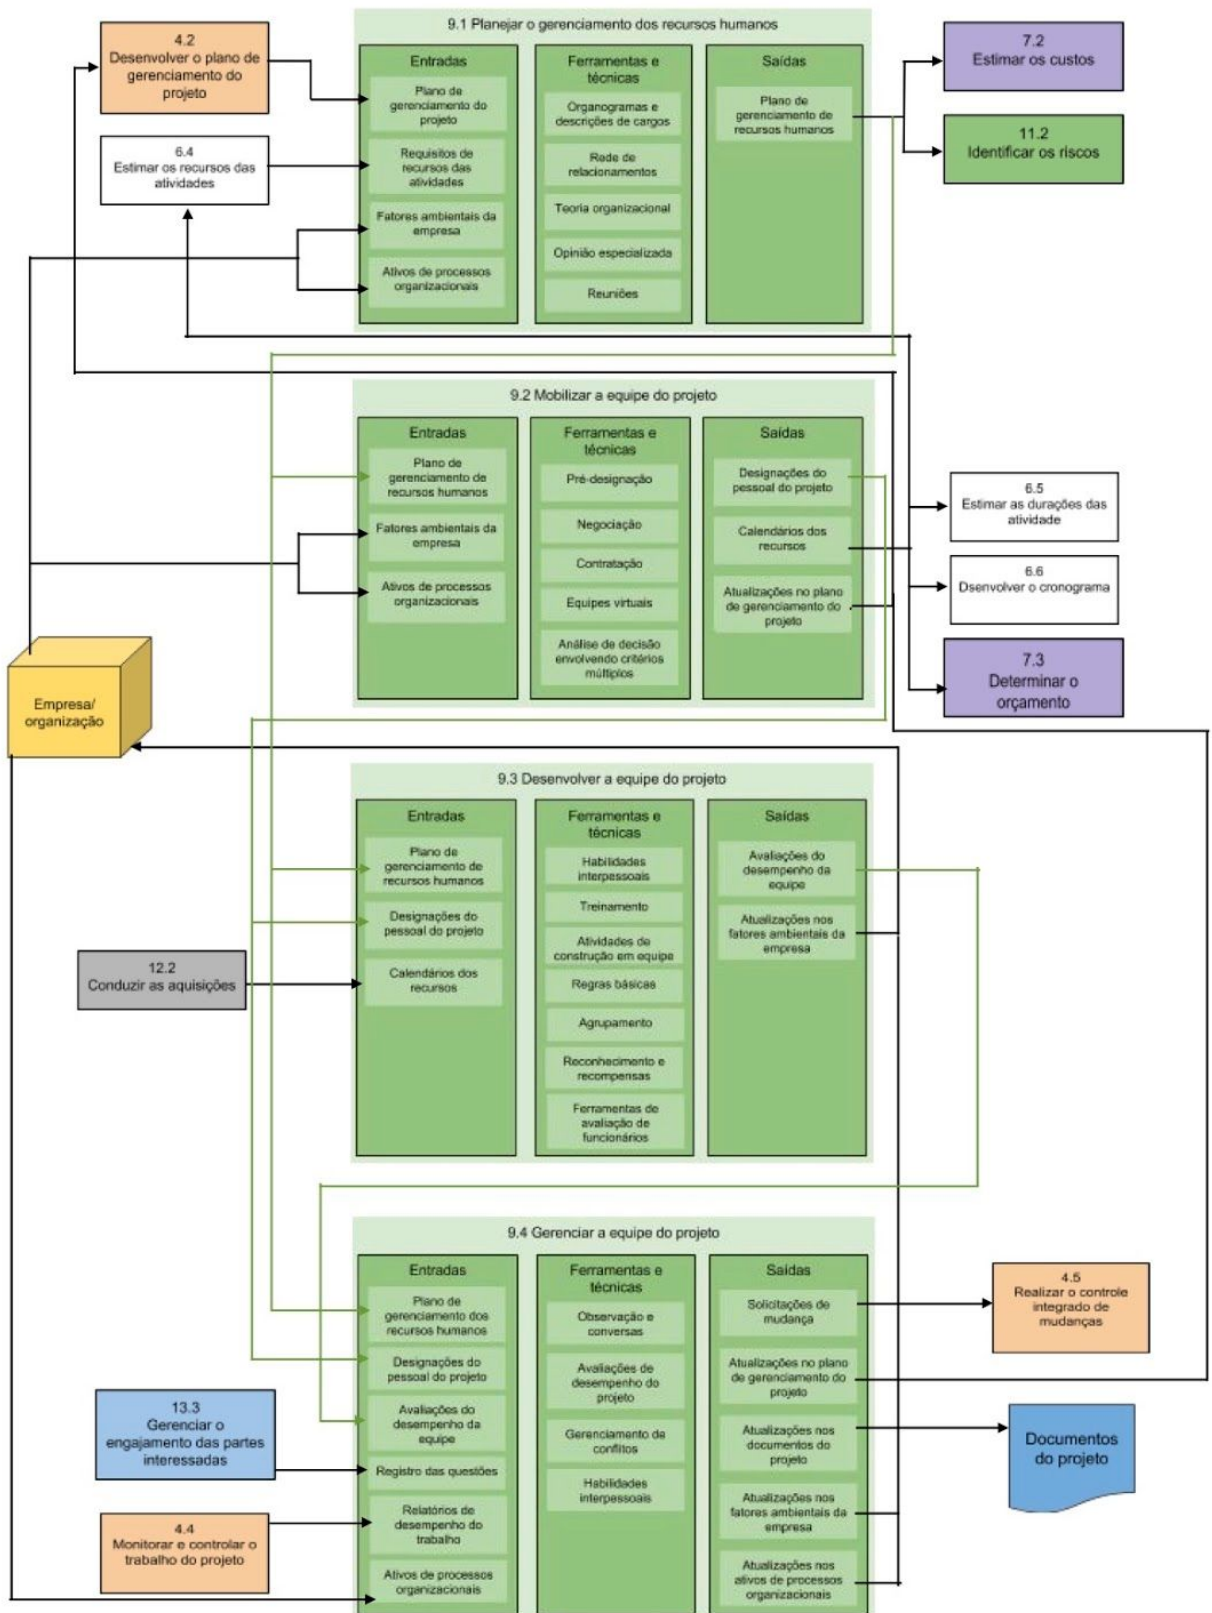 9.1 Planejar o gerenciamento dos recursos humanos
4.2
Desenvolver o plano de
gerenciamento do
projeto
6.4
Estimar os recursos das
atividades
Entradas
Plano de
gerenciamento do
projeto
Requisitos de
recursos das
atividades
Fatores ambientais da
empresa
Ativos de processos
organizacionais
Ferramentas e
técnicas
Organogramas e
descrições de cargos
Rede de
relacionamentos
Teoria organizacional
Opinião especializada
Reuniões
Saídas
Plano de
gerenciamento de
recursos humanos
7.2
Estimar os custos
11.2
Identificar os riscos
9.2 Mobilizar a equipe do projeto
Entradas
Plano de
gerenciamento de
recursos humanos
Fatores ambientais da
empresa
Ativos de processos
organizacionais
Ferramentas e
técnicas
Pré-designação
Negociação
Contratação
Equipes virtuais
Análise de decisão
envolvendo critérios
múltiplos
Saídas
Designações do
pessoal do projeto
Calendários dos
recursos
Atualizações no plano
de gerenciamento do
projeto
6.5
Estimar as durações das
atividade
6.6
Dsenvolver o cronograma
7.3
Determinar o
orçamento
Empresa/
organização
9.3 Desenvolver a equipe do projeto
Entradas
Plano de
gerenciamento de
recursos humanos
Designações do
pessoal do projeto
Calendários dos
recursos
12.2
Conduzir as aquisições
Ferramentas e
técnicas
Habilidades
interpessoais
Treinamento
Atividades de
construção em equipe
Regras básicas
Agrupamento
Reconhecimento e
recompensas
Ferramentas de
avaliação de
funcionários
Saídas
Avaliações do
desempenho da
equipe
Atualizações nos
fatores ambientais da
empresa
9.4 Gerenciar a equipe do projeto
Entradas
Plano de
gerenciamento dos
recursos humanos
Designações do
pessoal do projeto
Avaliações do
desempenho da
equipe
Registro das questões
Relatórios de
desempenho do
trabalho
Ativos de processos
organizacionais
13.3
Gerenciar o
engajamento das partes
interessadas
4.4
Monitorar e controlar o
trabalho do projeto
Ferramentas e
técnicas
Observação e
conversas
Avaliações de
desempenho do
projeto
Gerenciamento de
conflitos
Habilidades
interpessoais
Saídas
Solicitações de
mudança
Atualizações no plano
de gerenciamento do
projeto
Atualizações nos
documentos do
projeto
Atualizações nos
fatores ambientais da
empresa
Atualizações nos
ativos de processos
organizacionais
4.5
Realizar o controle
integrado de
mudanças
Documentos
do projeto